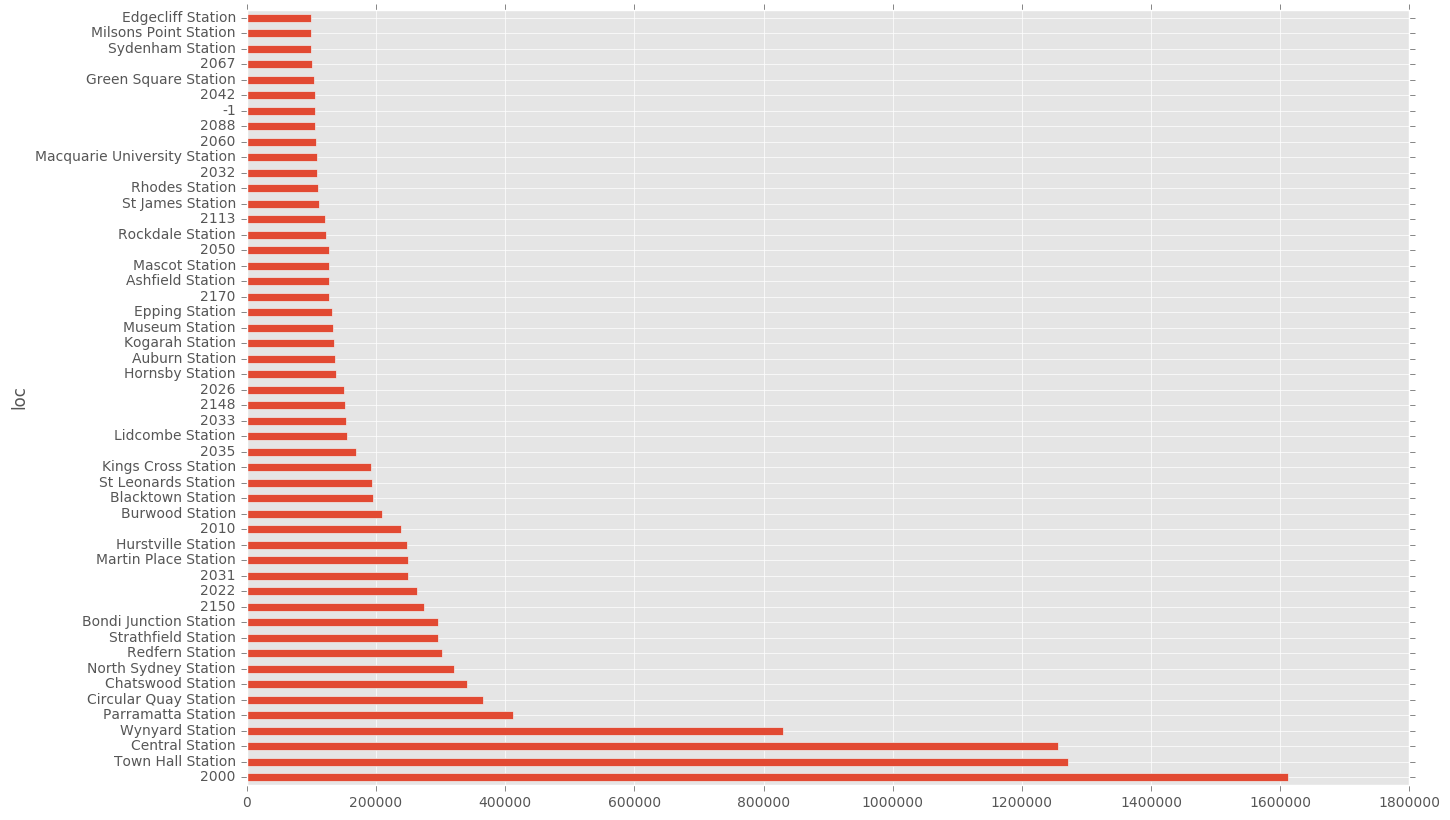 Edgecliff Station
Milsons Point Station
Sydenham Station
2067
Green Square Station
2042
-1
2088
2060
Macquarie University Station
2032
Rhodes Station
St James Station
2113
Rockdale Station
2050
Mascot Station
Ashfield Station
2170
Epping Station
Museum Station
Kogarah Station
Auburn Station
Hornsby Station
2026
2148
2033
Lidcombe Station
2035
Kings Cross Station
St Leonards Station
Blacktown Station
Burwood Station
2010
Hurstville Station
Martin Place Station
2031
2022
2150
Bondi Junction Station
Strathfield Station
Redfern Station
North Sydney Station
Chatswood Station
Circular Quay Station
Parramatta Station
Wynyard Station
Central Station
Town Hall Station
2000
loc
0 200000 400000 600000 800000 1000000 1200000 1400000 1600000 1800000